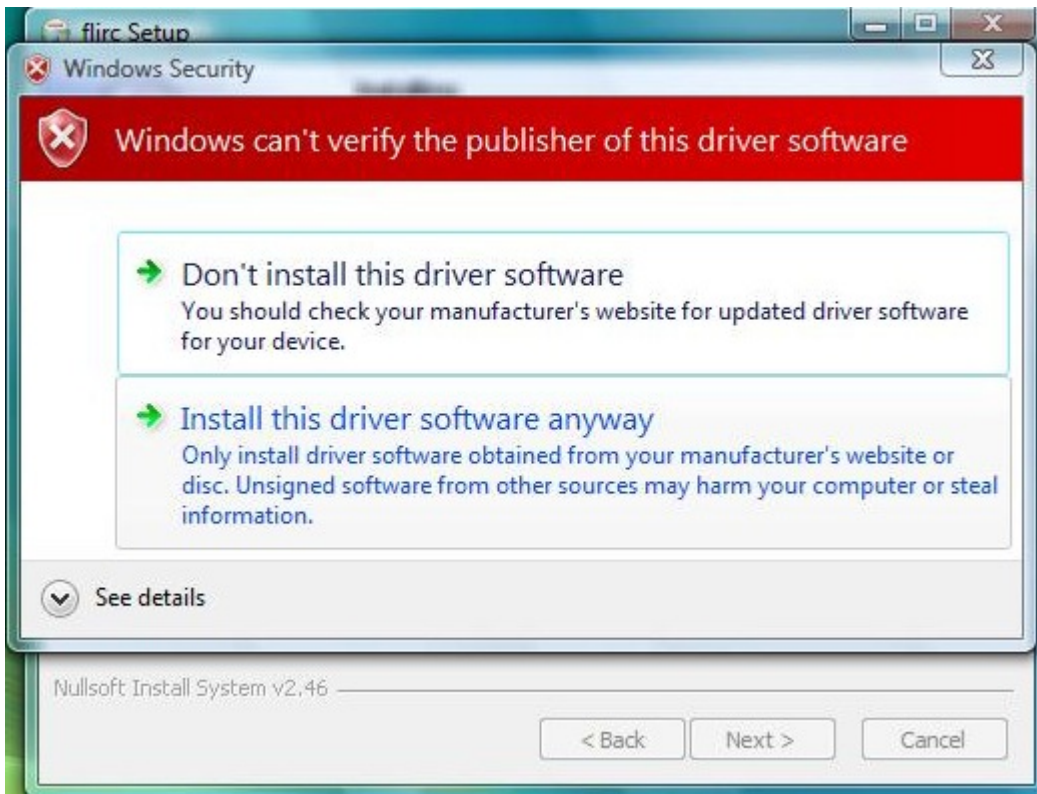 flirc Setup
Windows Security
Windows can't verify the publisher of this driver software
Don't install this driver software
You should check your manufacturer's website for updated driver software
for your device.
Install this driver software anyway
Only install driver software obtained from your manufacturer's website or
disc. Unsigned software from other sources may harm your computer or steal
information.
See details
Nullsoft Install System v2.46
< Back
Next >
Cancel